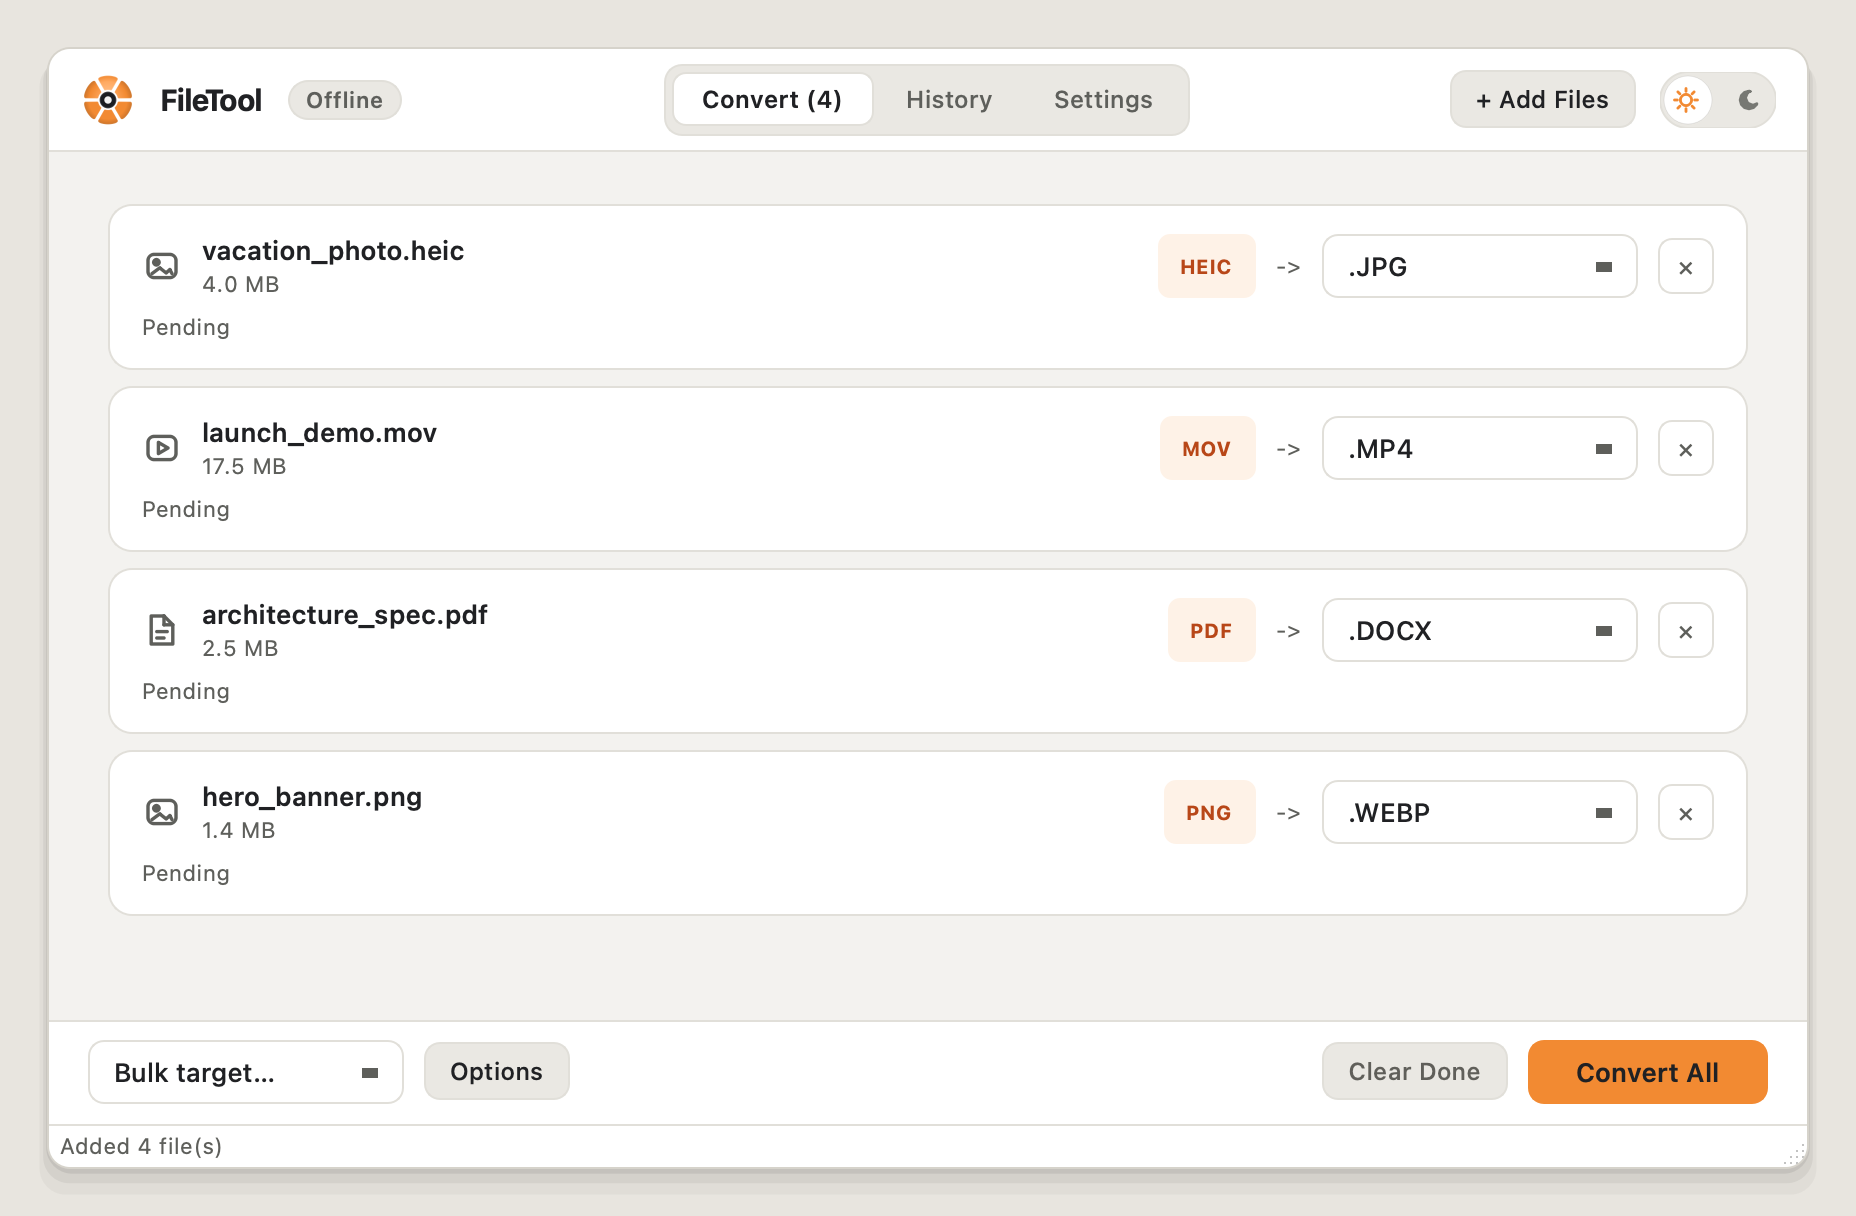 FileTool
Offline
Convert (4)
History
Settings
+ Add Files
vacation_photo.heic
4.0 MB
Pending
HEIC
->
.JPG
×
launch_demo.mov
17.5 MB
Pending
MOV
->
.MP4
×
architecture_spec.pdf
2.5 MB
Pending
PDF
->
.DOCX
×
hero_banner.png
1.4 MB
Pending
PNG
->
.WEBP
×
Bulk target...
Options
Clear Done
Convert All
Added 4 file(s)